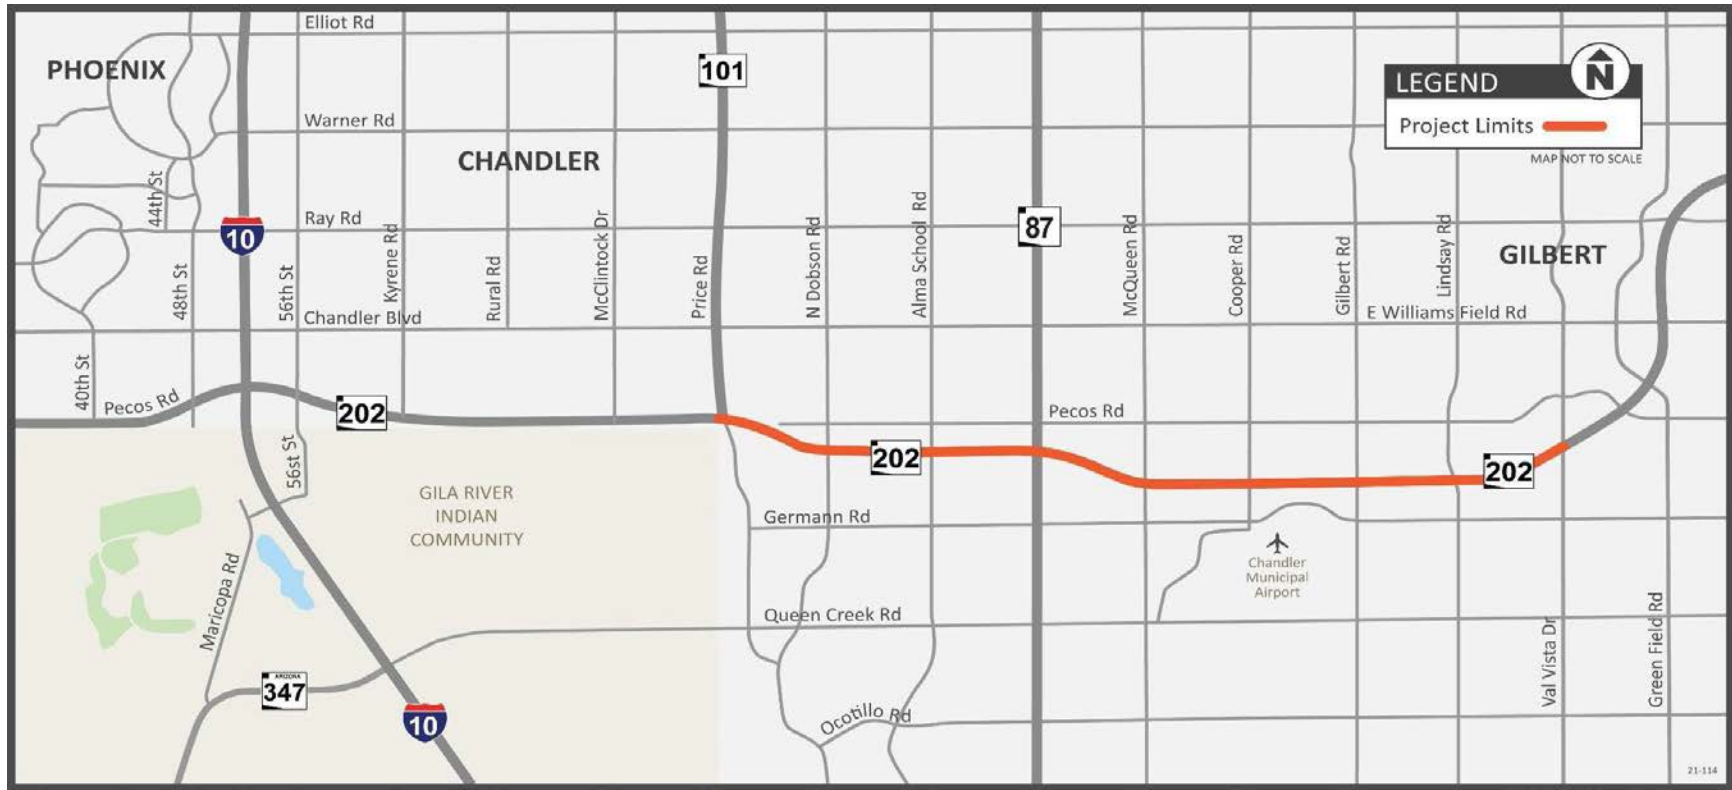 Elliot Rd
PHOENIX
101
LEGEND
N
Project Limits
MAP NOT TO SCALE
Warner Rd
CHANDLER
44th St
Ray Rd
10
48th St
56th St
Kyrene Rd
Rural Rd
McClintock Dr
Price Rd
N Dobson Rd
Alma School Rd
87
McQueen Rd
Cooper Rd
Gilbert Rd
Lindsay Rd
GILBERT
Chandler Blvd
E Williams Field Rd
40th St
Pecos Rd
202
Pecos Rd
202
202
56st St
GILA RIVER
INDIAN
COMMUNITY
Germann Rd
Chandler
Municipal
Airport
Maricopa Rd
Queen Creek Rd
Val Vista Dr
Green Field Rd
ARIZONA
347
10
Ocotillo Rd
21-114